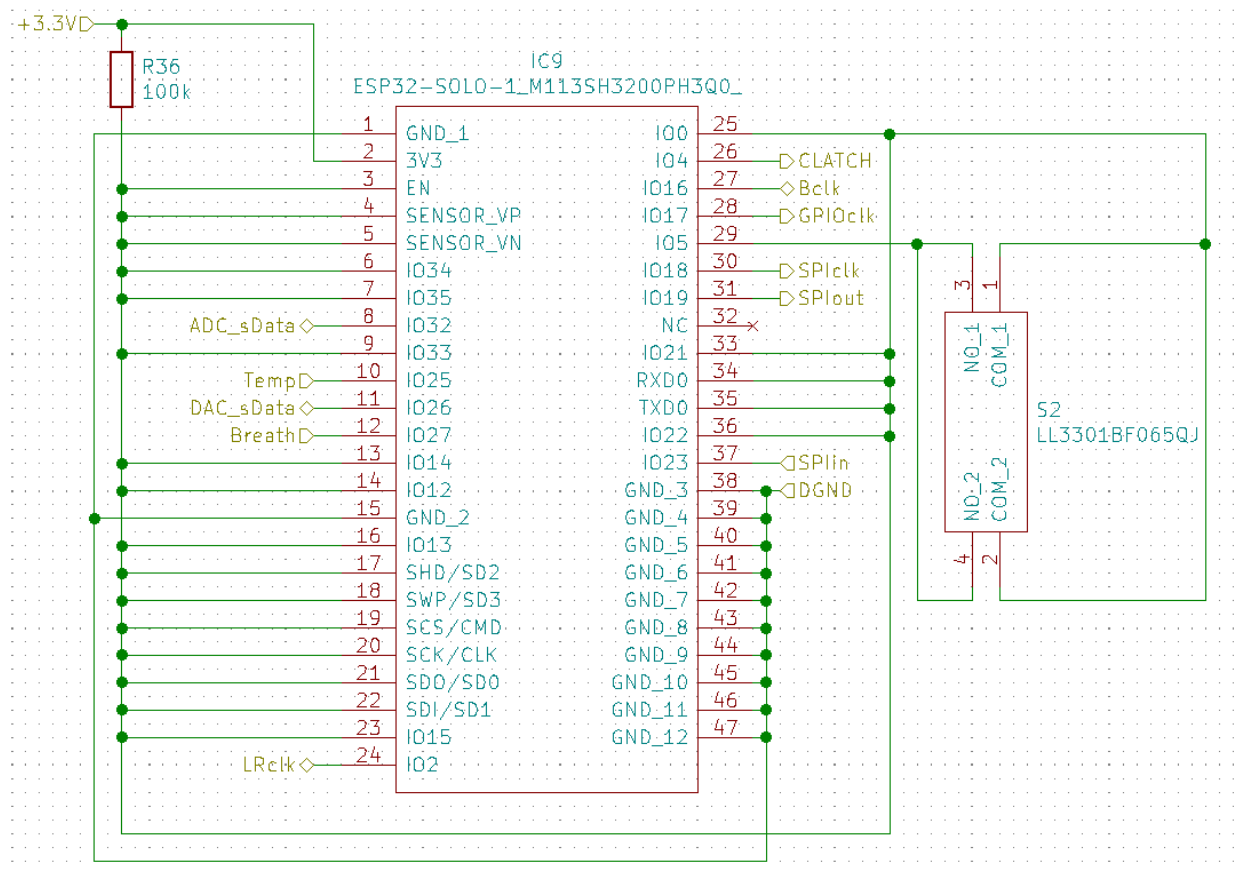 +3.3V
R36
100k
IC9
ESP32-SOLO-1_M113SH3200PH3Q0_
1 GND_1
2 3V3
3 EN
4 SENSOR_VP
5 SENSOR_VN
6 IO34
7 IO35
ADC_sData 8 IO32
9 IO33
Temp 10 IO25
DAC_sData 11 IO26
Breath 12 IO27
13 IO14
14 IO12
15 GND_2
16 IO13
17 SHD/SD2
18 SWP/SD3
19 SCS/CMD
20 SCK/CLK
21 SDO/SD0
22 SDI/SD1
23 IO15
LRclk 24 IO2
IO0 25
IO4 26 CLATCH
IO16 27 Bclk
IO17 28 GPIOclk
IO5 29
IO18 30 SPIclk
IO19 31 SPIout
NC 32
IO21 33
RXD0 34
TXD0 35
IO22 36
IO23 37 SPIin
GND_3 38 DGND
GND_4 39
GND_5 40
GND_6 41
GND_7 42
GND_8 43
GND_9 44
GND_10 45
GND_11 46
GND_12 47
3 NO_1
1 COM_1
S2
LL3301BF065QJ
NO_2 4
COM_2 2